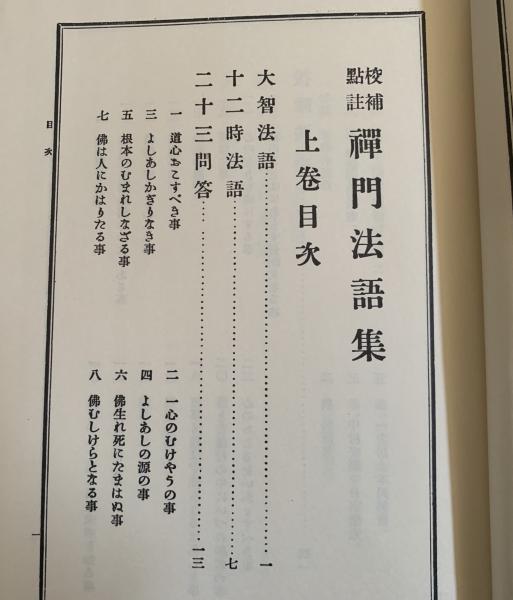 校補點註 禪門法語集
上卷目次
大智法語……一
十二時法語……七
二十三問答……一三
一 道心おこすべき事
二 一心のむけやうの事
三 よしあしかぎりなき事
四 よしあしの源の事
五 根本のむまれしなざる事
六 佛生れ死にたまはぬ事
七 佛は人にかはりたる事
八 佛むしけらとなる事
目次
一